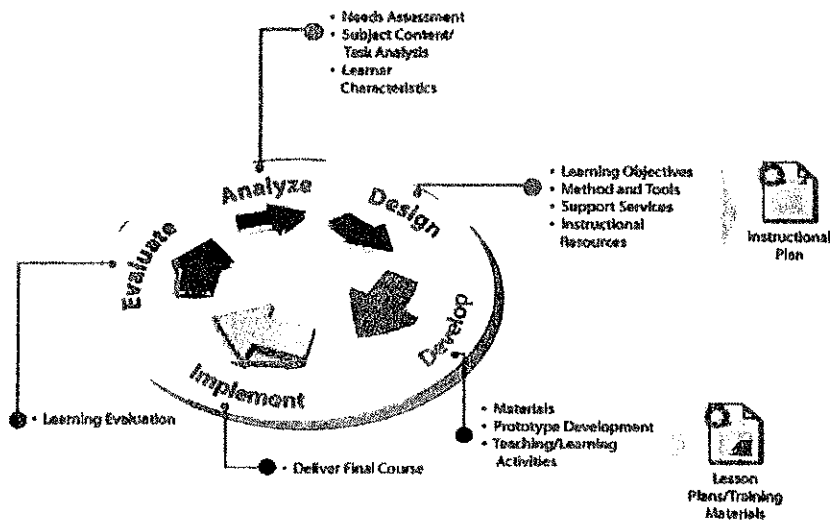 • Needs Assessment
• Subject Content/
Task Analysis
• Learner
Characteristics
Analyze
Design
• Learning Objectives
• Method and Tools
• Support Services
• Instructional
Resources
Instructional
Plan
Evaluate
Develop
Implement
• Learning Evaluation
• Materials
• Prototype Development
• Teaching/Learning
Activities
• Deliver Final Course
Lesson
Plans/Training
Materials